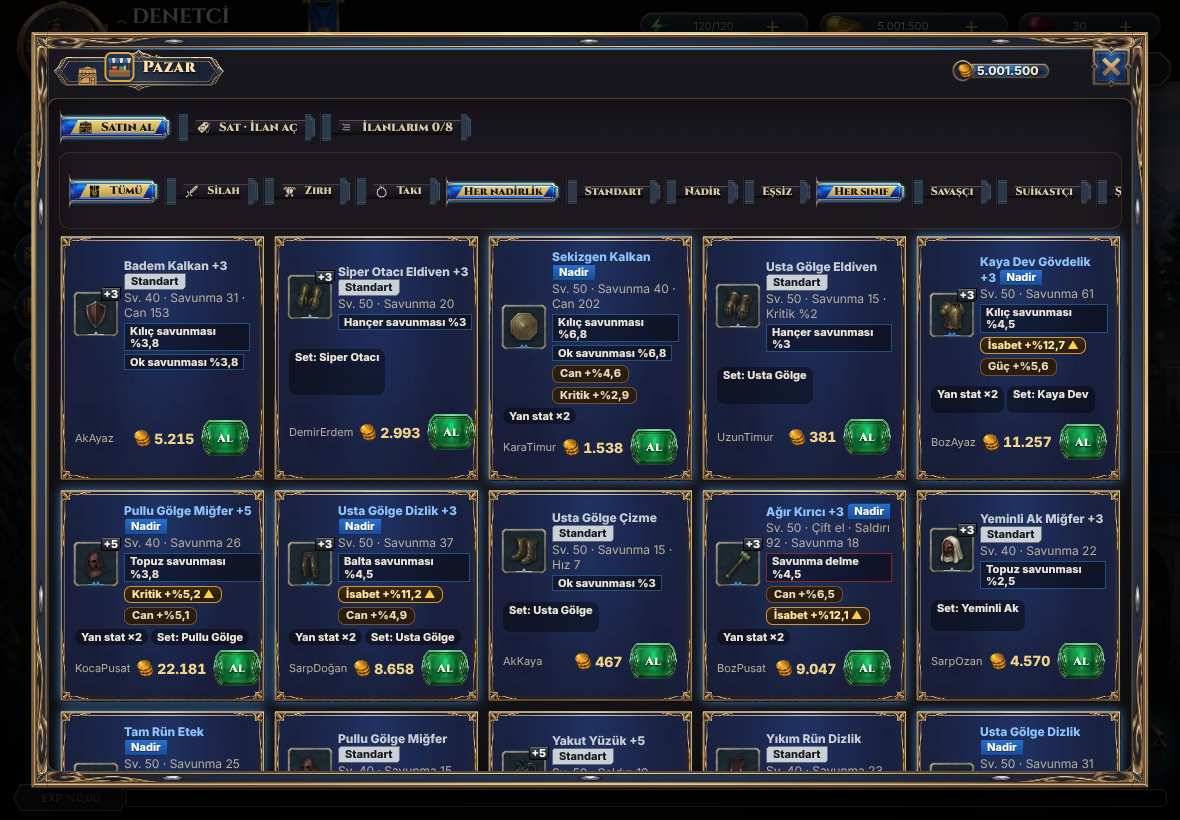 DENETCİ
120/120
5.001.500
30
PAZAR
5.001.500
SATIN AL
SAT · İLAN AÇ
İLANLARIM 0/8
TÜMÜ
SİLAH
ZIRH
TAKI
HER NADİRLİK
STANDART
NADİR
EŞSİZ
HER SINIF
SAVAŞÇI
SUİKASTÇI
Ş
Badem Kalkan +3
Standart
+3
Sv. 40 · Savunma 31 ·
Can 153
Kılıç savunması
%3,8
Ok savunması %3,8
AkAyaz
5.215
AL
Siper Otacı Eldiven +3
Standart
+3
Sv. 50 · Savunma 20
Hançer savunması %3
Set: Siper Otacı
DemirErdem
2.993
AL
Sekizgen Kalkan
Nadir
Sv. 50 · Savunma 40 ·
Can 202
Kılıç savunması
%6,8
Ok savunması %6,8
Can +%4,6
Kritik +%2,9
Yan stat ×2
KaraTimur
1.538
AL
Usta Gölge Eldiven
Standart
Sv. 50 · Savunma 15 ·
Kritik %2
Hançer savunması
%3
Set: Usta Gölge
UzunTimur
381
AL
Kaya Dev Gövdelik
+3 Nadir
+3
Sv. 50 · Savunma 61
Kılıç savunması
%4,5
İsabet +%12,7 ▲
Güç +%5,6
Yan stat ×2
Set: Kaya Dev
BozAyaz
11.257
AL
Pullu Gölge Miğfer +5
Nadir
+5
Sv. 40 · Savunma 26
Topuz savunması
%3,8
Kritik +%5,2 ▲
Can +%5,1
Yan stat ×2
Set: Pullu Gölge
KocaPusat
22.181
AL
Usta Gölge Dizlik +3
Nadir
+3
Sv. 50 · Savunma 37
Balta savunması
%4,5
İsabet +%11,2 ▲
Can +%4,9
Yan stat ×2
Set: Usta Gölge
SarpDoğan
8.658
AL
Usta Gölge Çizme
Standart
Sv. 50 · Savunma 15 ·
Hız 7
Ok savunması %3
Set: Usta Gölge
AkKaya
467
AL
Ağır Kırıcı +3 Nadir
+3
Sv. 50 · Çift el · Saldırı
92 · Savunma 18
Savunma delme
%4,5
Can +%6,5
İsabet +%12,1 ▲
Yan stat ×2
BozPusat
9.047
AL
Yeminli Ak Miğfer +3
Standart
+3
Sv. 40 · Savunma 22
Topuz savunması
%2,5
Set: Yeminli Ak
SarpOzan
4.570
AL
Tam Rün Etek
Nadir
Sv. 50 · Savunma 25
Pullu Gölge Miğfer
Standart
Sv. 40 · Savunma 15
Yakut Yüzük +5
Standart
+5
Yıkım Rün Dizlik
Standart
Sv. 50 · Savunma 23
Usta Gölge Dizlik
Nadir
Sv. 50 · Savunma 31
EXP %0,00